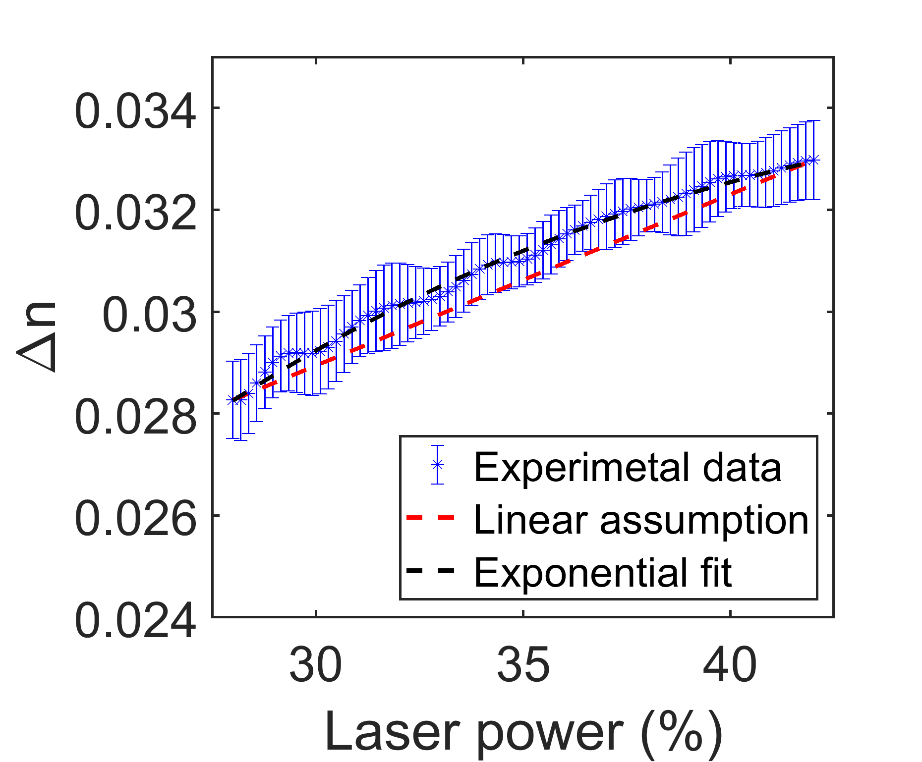 0.034
0.032
0.03
0.028
0.026
0.024
Δn
Experimetal data
Linear assumption
Exponential fit
30 35 40
Laser power (%)